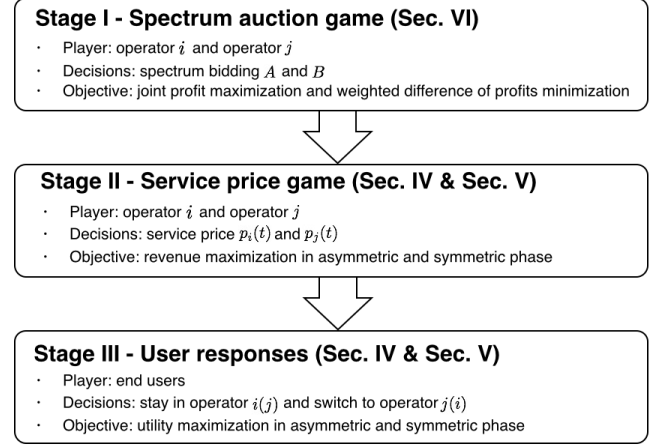 Stage I - Spectrum auction game (Sec. VI)
· Player: operator i and operator j
· Decisions: spectrum bidding A and B
· Objective: joint profit maximization and weighted difference of profits minimization
Stage II - Service price game (Sec. IV & Sec. V)
· Player: operator i and operator j
· Decisions: service price p_i(t) and p_j(t)
· Objective: revenue maximization in asymmetric and symmetric phase
Stage III - User responses (Sec. IV & Sec. V)
· Player: end users
· Decisions: stay in operator i(j) and switch to operator j(i)
· Objective: utility maximization in asymmetric and symmetric phase